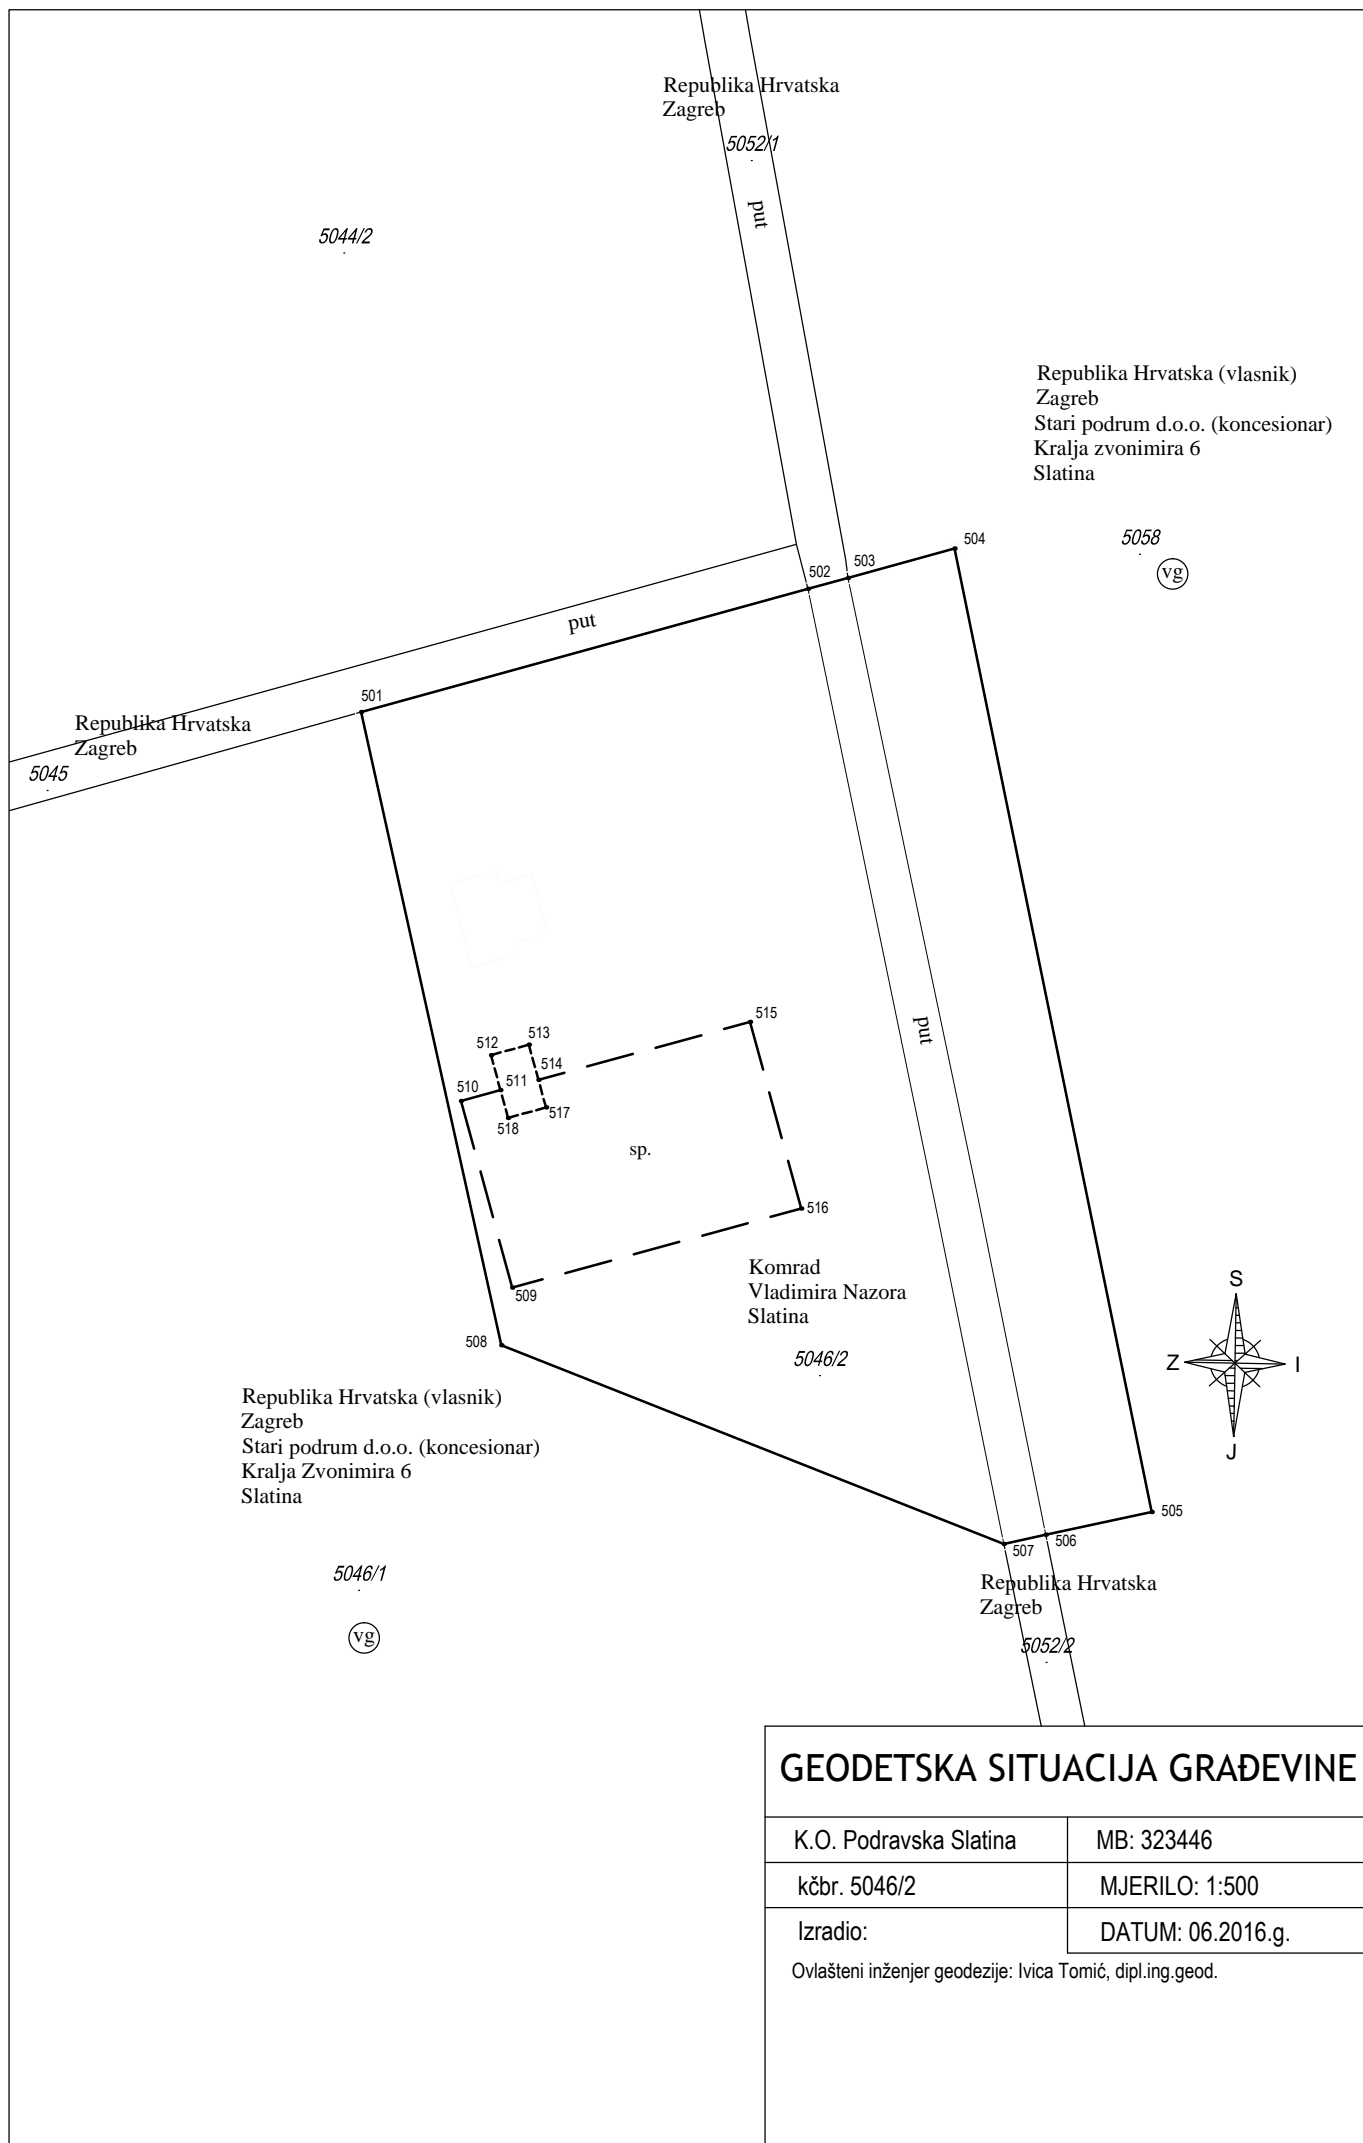 Republika Hrvatska
Zagreb
5052/1
put
5044/2
Republika Hrvatska (vlasnik)
Zagreb
Stari podrum d.o.o. (koncesionar)
Kralja zvonimira 6
Slatina
5058
vg
504
503
502
put
501
Republika Hrvatska
Zagreb
5045
515
put
513
512
514
511
510
517
518
sp.
516
509
Komrad
Vladimira Nazora
Slatina
5046/2
508
S
Z
I
J
Republika Hrvatska (vlasnik)
Zagreb
Stari podrum d.o.o. (koncesionar)
Kralja Zvonimira 6
Slatina
5046/1
vg
505
506
507
Republika Hrvatska
Zagreb
5052/2
GEODETSKA SITUACIJA GRAĐEVINE
K.O. Podravska Slatina
MB: 323446
kčbr. 5046/2
MJERILO: 1:500
Izradio:
DATUM: 06.2016.g.
Ovlašteni inženjer geodezije: Ivica Tomić, dipl.ing.geod.